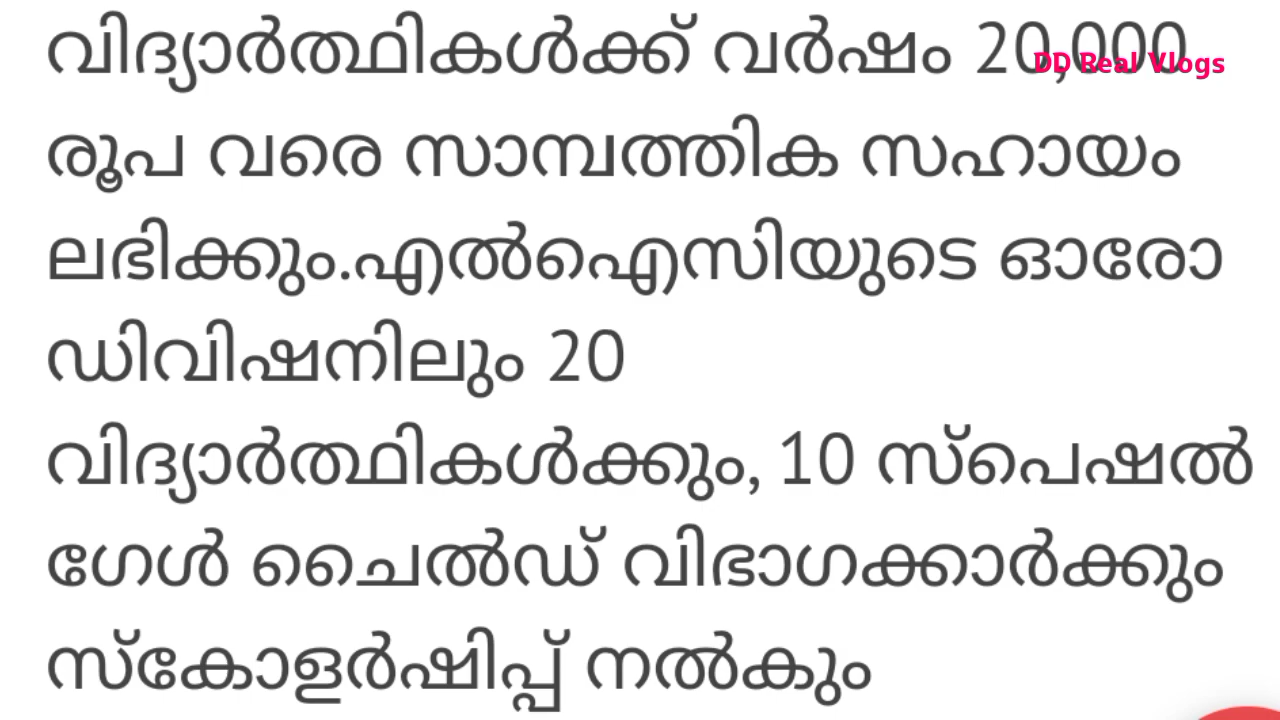 വിദ്യാർത്ഥികൾക്ക് വർഷം 20,000
DD Real Vlogs
രൂപ വരെ സാമ്പത്തിക സഹായം
ലഭിക്കും.എൽഐസിയുടെ ഓരോ
ഡിവിഷനിലും 20
വിദ്യാർത്ഥികൾക്കും, 10 സ്പെഷൽ
ഗേൾ ചൈൽഡ് വിഭാഗക്കാർക്കും
സ്കോളർഷിപ്പ് നൽകും